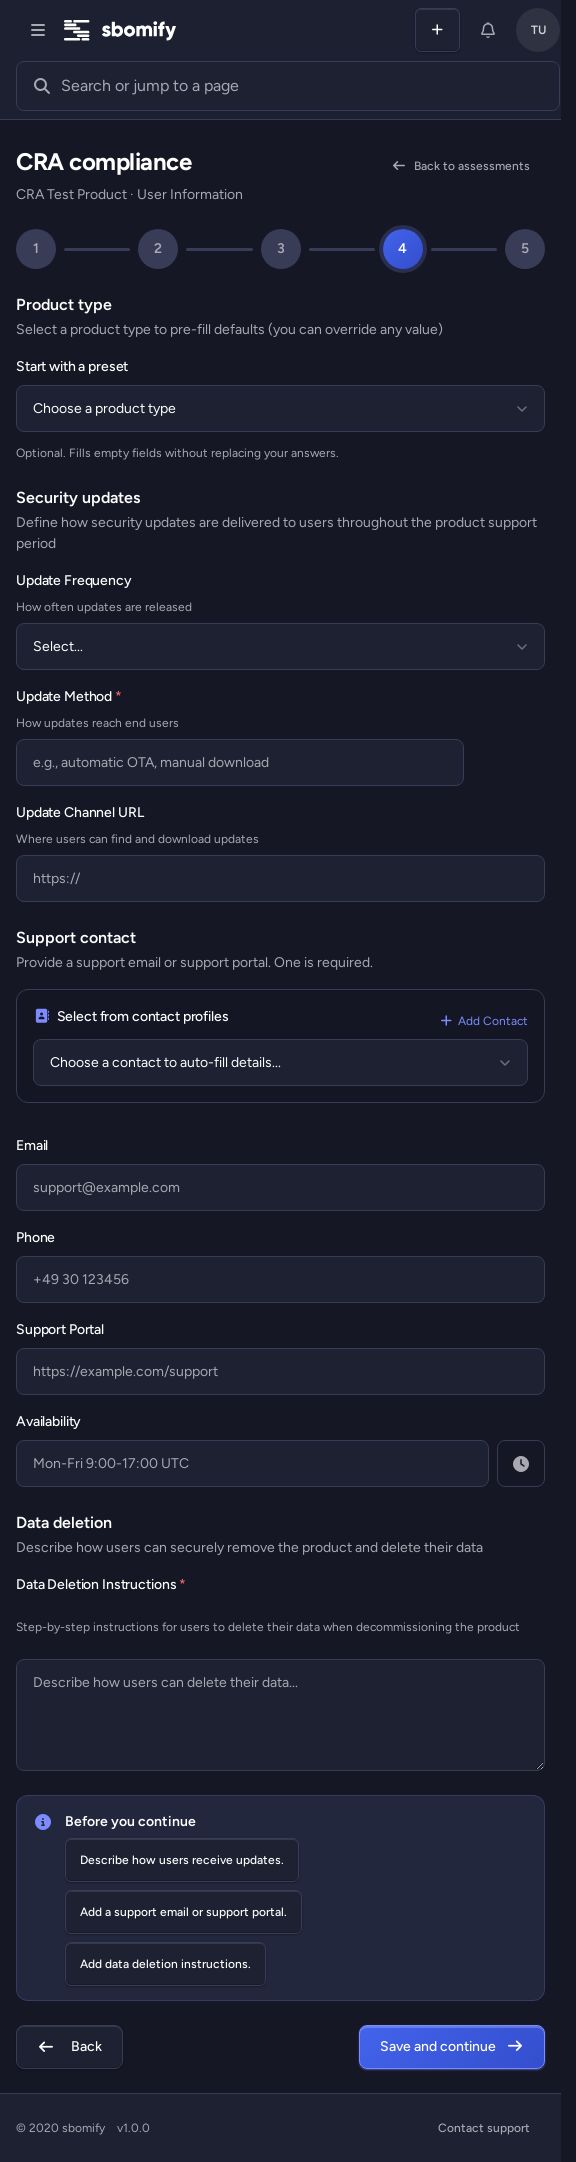 sbomify
TU
Search or jump to a page
CRA compliance
Back to assessments
CRA Test Product · User Information
1
2
3
4
5
Product type
Select a product type to pre-fill defaults (you can override any value)
Start with a preset
Choose a product type
Optional. Fills empty fields without replacing your answers.
Security updates
Define how security updates are delivered to users throughout the product support
period
Update Frequency
How often updates are released
Select...
Update Method *
How updates reach end users
e.g., automatic OTA, manual download
Update Channel URL
Where users can find and download updates
https://
Support contact
Provide a support email or support portal. One is required.
Select from contact profiles
Add Contact
Choose a contact to auto-fill details...
Email
support@example.com
Phone
+49 30 123456
Support Portal
https://example.com/support
Availability
Mon-Fri 9:00-17:00 UTC
Data deletion
Describe how users can securely remove the product and delete their data
Data Deletion Instructions *
Step-by-step instructions for users to delete their data when decommissioning the product
Describe how users can delete their data...
Before you continue
Describe how users receive updates.
Add a support email or support portal.
Add data deletion instructions.
Back
Save and continue
© 2020 sbomify v1.0.0
Contact support